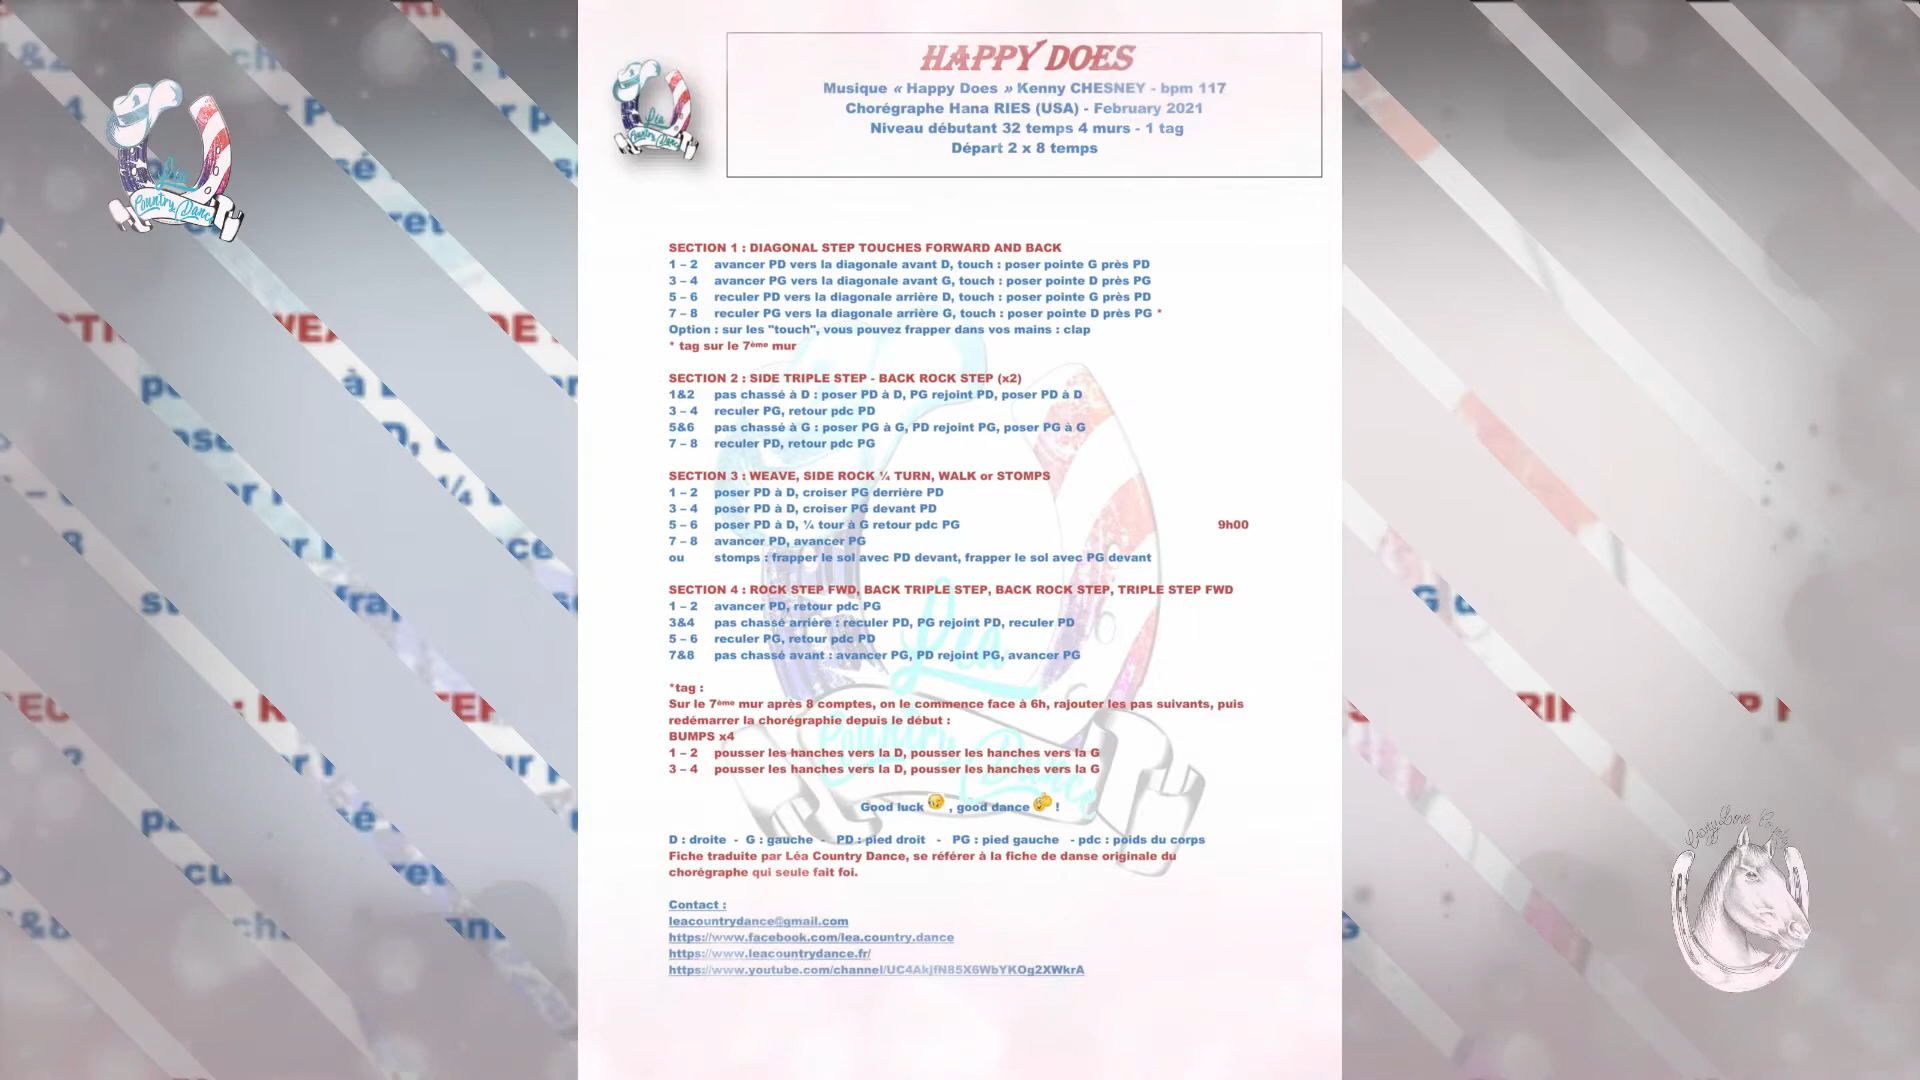 HAPPY DOES
Musique « Happy Does » Kenny CHESNEY - bpm 117
Chorégraphe Hana RIES (USA) - February 2021
Niveau débutant 32 temps 4 murs - 1 tag
Départ 2 x 8 temps
Léa
Country Dance
SECTION 1 : DIAGONAL STEP TOUCHES FORWARD AND BACK
1 – 2 avancer PD vers la diagonale avant D, touch : poser pointe G près PD
3 – 4 avancer PG vers la diagonale avant G, touch : poser pointe D près PG
5 – 6 reculer PD vers la diagonale arrière D, touch : poser pointe G près PD
7 – 8 reculer PG vers la diagonale arrière G, touch : poser pointe D près PG *
Option : sur les "touch", vous pouvez frapper dans vos mains : clap
* tag sur le 7ème mur
SECTION 2 : SIDE TRIPLE STEP - BACK ROCK STEP (x2)
1&2 pas chassé à D : poser PD à D, PG rejoint PD, poser PD à D
3 – 4 reculer PG, retour pdc PD
5&6 pas chassé à G : poser PG à G, PD rejoint PG, poser PG à G
7 – 8 reculer PD, retour pdc PG
SECTION 3 : WEAVE, SIDE ROCK ¼ TURN, WALK or STOMPS
1 – 2 poser PD à D, croiser PG derrière PD
3 – 4 poser PD à D, croiser PG devant PD
5 – 6 poser PD à D, ¼ tour à G retour pdc PG 9h00
7 – 8 avancer PD, avancer PG
ou stomps : frapper le sol avec PD devant, frapper le sol avec PG devant
SECTION 4 : ROCK STEP FWD, BACK TRIPLE STEP, BACK ROCK STEP, TRIPLE STEP FWD
1 – 2 avancer PD, retour pdc PG
3&4 pas chassé arrière : reculer PD, PG rejoint PD, reculer PD
5 – 6 reculer PG, retour pdc PD
7&8 pas chassé avant : avancer PG, PD rejoint PG, avancer PG
*tag :
Sur le 7ème mur après 8 comptes, on le commence face à 6h, rajouter les pas suivants, puis
redémarrer la chorégraphie depuis le début :
BUMPS x4
1 – 2 pousser les hanches vers la D, pousser les hanches vers la G
3 – 4 pousser les hanches vers la D, pousser les hanches vers la G
Good luck , good dance !
D : droite - G : gauche - PD : pied droit - PG : pied gauche - pdc : poids du corps
Fiche traduite par Léa Country Dance, se référer à la fiche de danse originale du
chorégraphe qui seule fait foi.
Contact :
leacountrydance@gmail.com
https://www.facebook.com/lea.country.dance
https://www.leacountrydance.fr/
https://www.youtube.com/channel/UC4AkjfN85X6WbYKOg2XWkrA